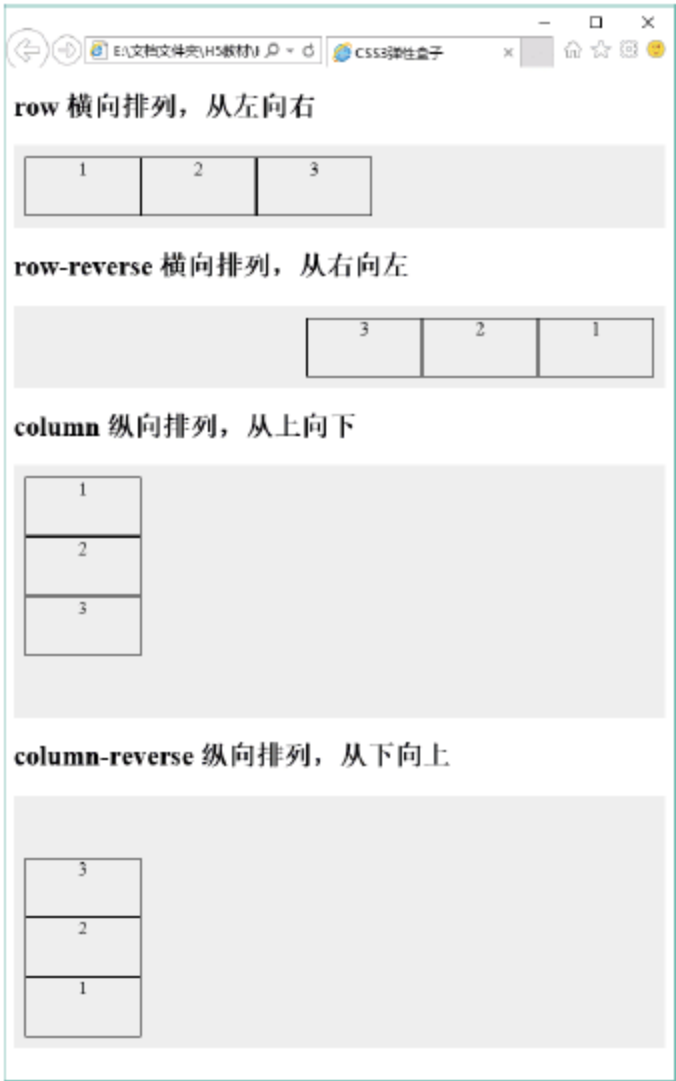 E:\文档文件夹\H5教材\
CSS3弹性盒子
row 横向排列，从左向右
1 2 3
row-reverse 横向排列，从右向左
3 2 1
column 纵向排列，从上向下
1
2
3
column-reverse 纵向排列，从下向上
3
2
1